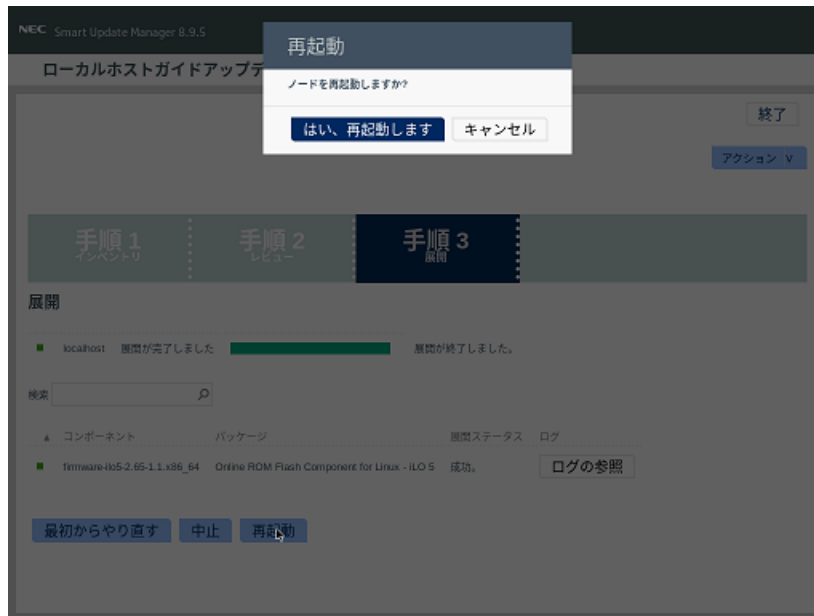 NEC Smart Update Manager 8.9.5
ローカルホストガイドアップデ
再起動
ノードを再起動しますか?
はい、再起動します キャンセル
終了
アクション ∨
手順 1
インベントリ
手順 2
レビュー
手順 3
展開
展開
localhost 展開が完了しました 展開が終了しました。
検索
▲ コンポーネント パッケージ 展開ステータス ログ
firmware-ilo5-2.65-1.1.x86_64 Online ROM Flash Component for Linux - iLO 5 成功。 ログの参照
最初からやり直す 中止 再起動